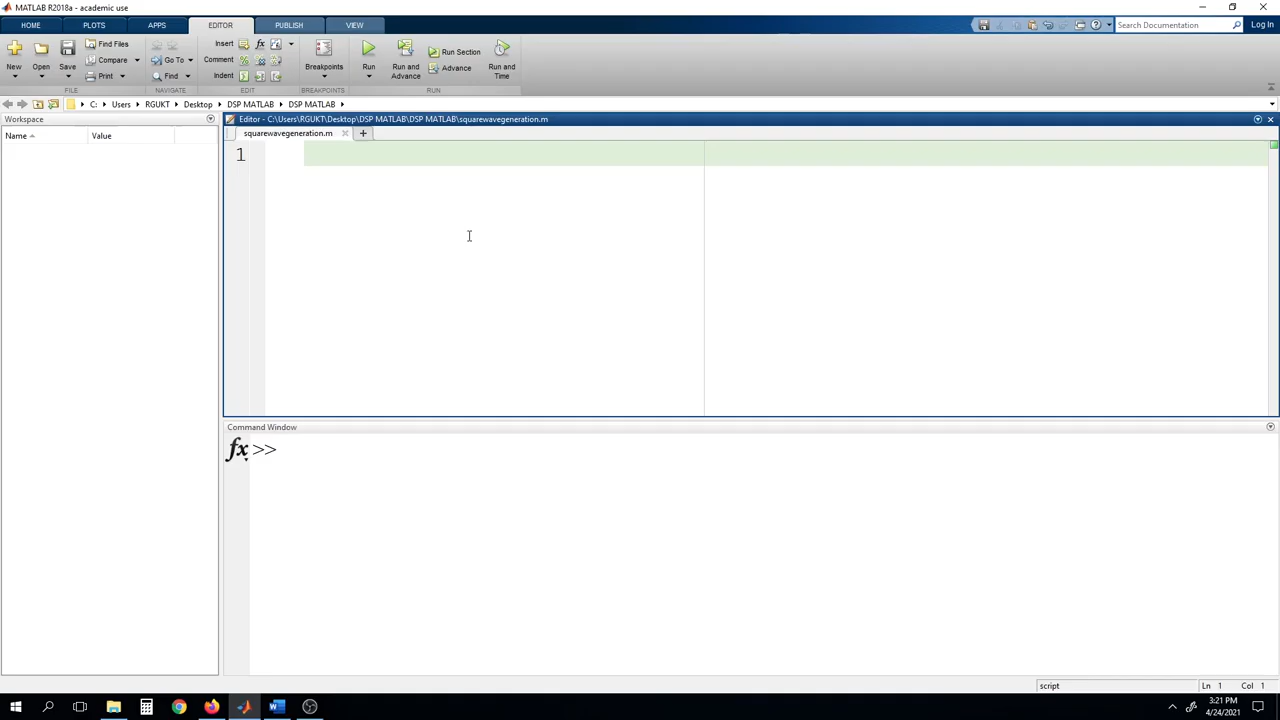 MATLAB R2018a - academic use
HOME PLOTS APPS EDITOR PUBLISH VIEW Search Documentation Log In
New Open Save Find Files Compare Print Go To Find Insert fx Comment Indent Breakpoints Run Run and Advance Run Section Advance Run and Time
FILE NAVIGATE EDIT BREAKPOINTS RUN
C: Users RGUKT Desktop DSP MATLAB DSP MATLAB
Workspace
Name Value
Editor - C:\Users\RGUKT\Desktop\DSP MATLAB\DSP MATLAB\squarewavegeneration.m
squarewavegeneration.m
1
Command Window
fx >>
script Ln 1 Col 1
3:21 PM
4/24/2021